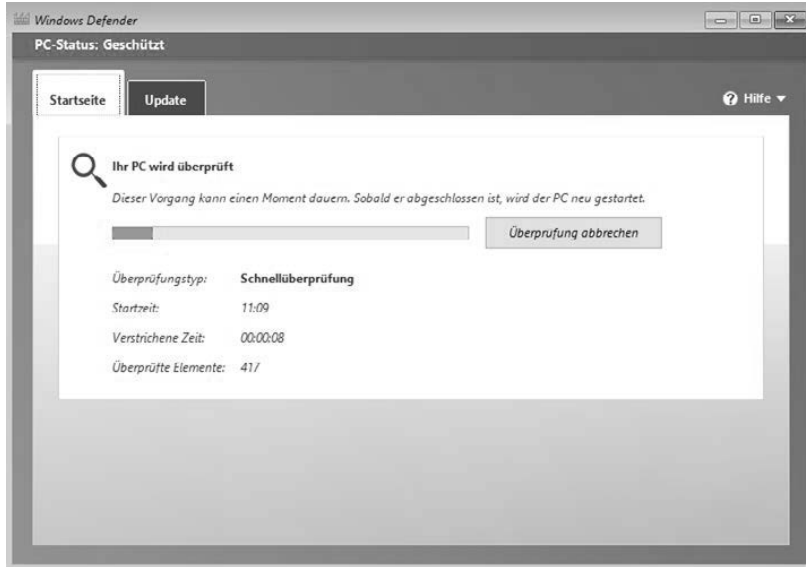 Windows Defender
PC-Status: Geschützt
Startseite
Update
Hilfe
Ihr PC wird überprüft
Dieser Vorgang kann einen Moment dauern. Sobald er abgeschlossen ist, wird der PC neu gestartet.
Überprüfung abbrechen
Überprüfungstyp: Schnellüberprüfung
Startzeit: 11:09
Verstrichene Zeit: 00:00:08
Überprüfte Elemente: 417